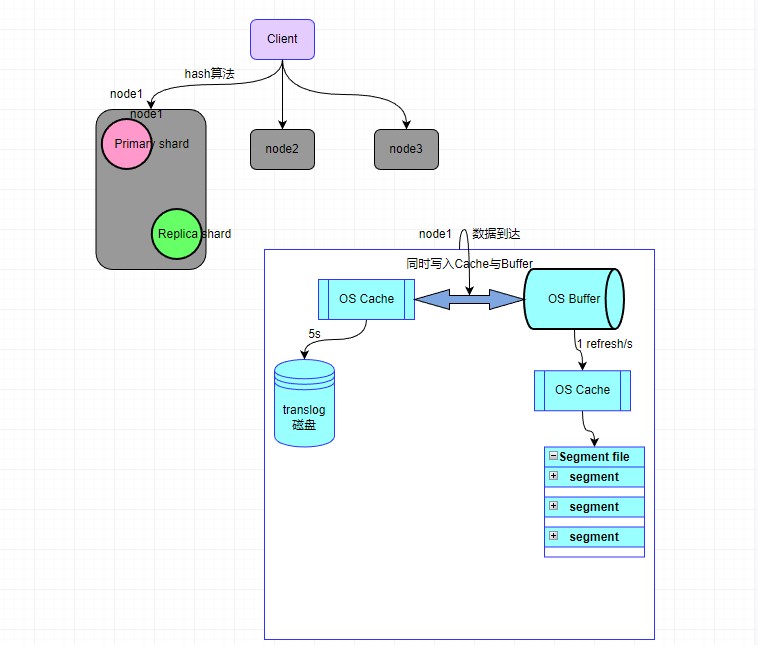 Client
hash算法
node1
node1
Primary shard
node2
node3
Replica shard
node1
数据到达
同时写入Cache与Buffer
OS Cache
OS Buffer
5s
1 refresh/s
translog
磁盘
OS Cache
Segment file
segment
segment
segment